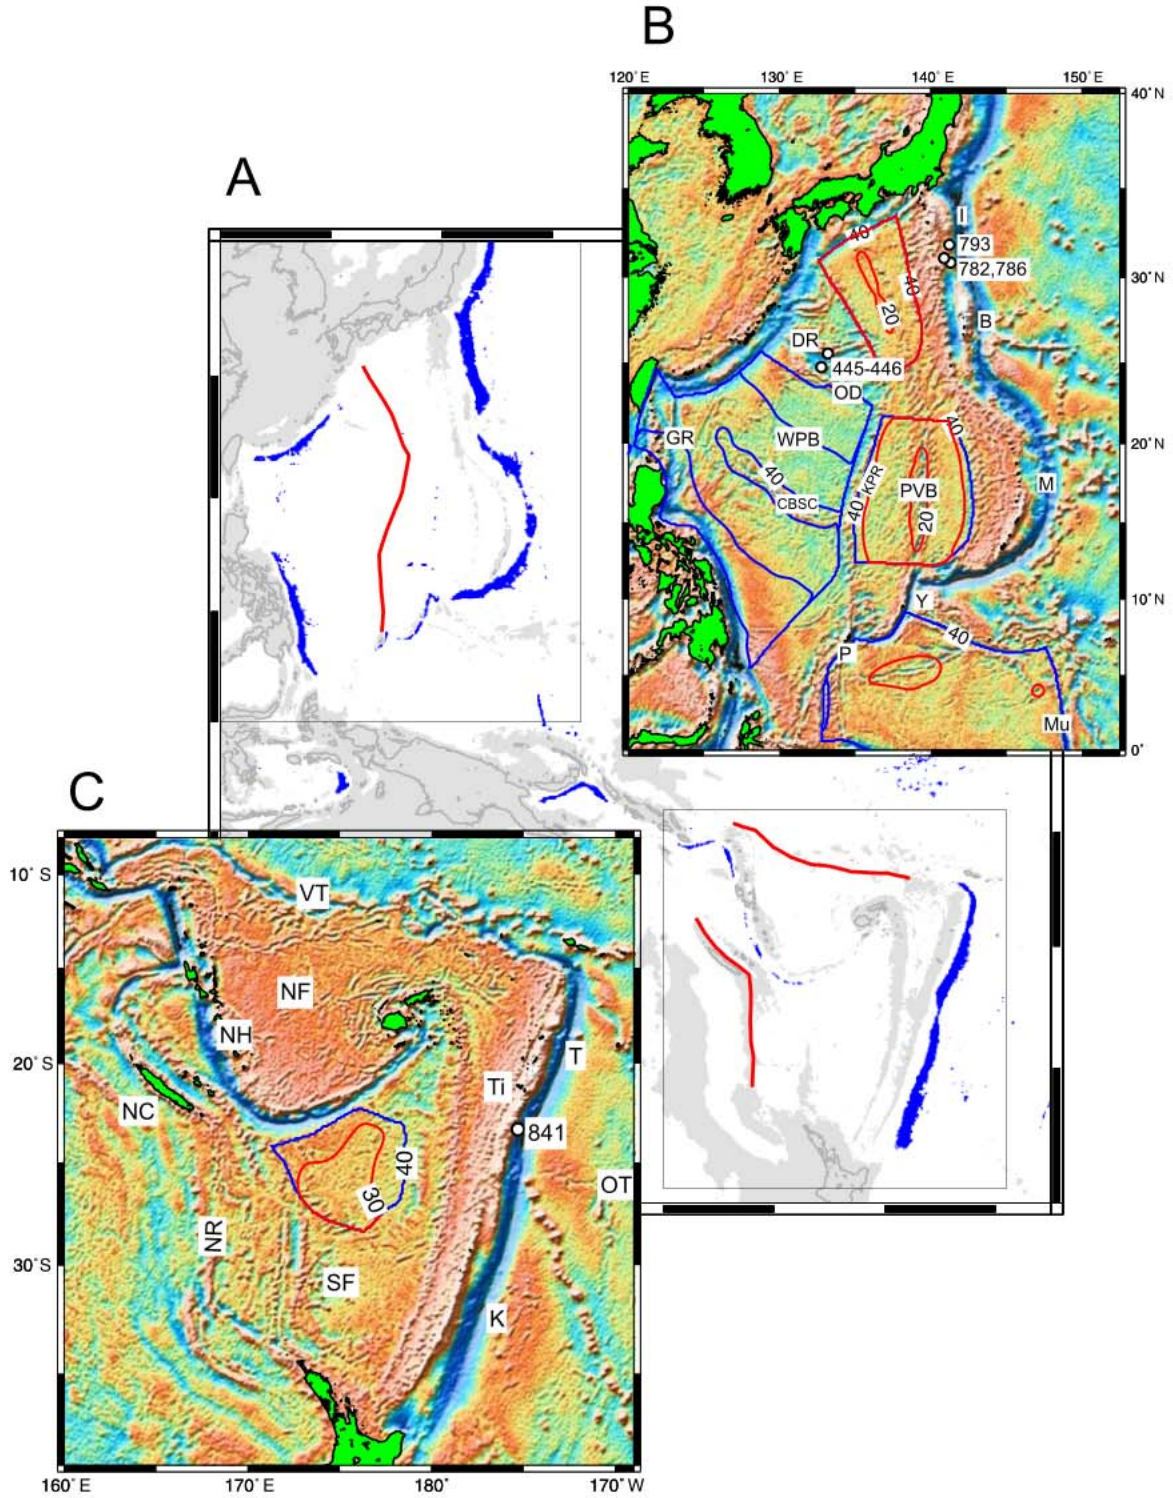 B
120° E
130° E
140° E
150° E
40° N
A
I
40
793
782,786
40
30° N
20
B
DR
445-446
OD
40
GR
WPB
20° N
KPR
PVB
M
40
CBSC
40
20
10° N
Y
40
P
Mu
0°
C
10° S
VT
NF
NH
T
20° S
Ti
NC
841
40
OT
30
NR
SF
30° S
K
160° E
170° E
180°
170° W